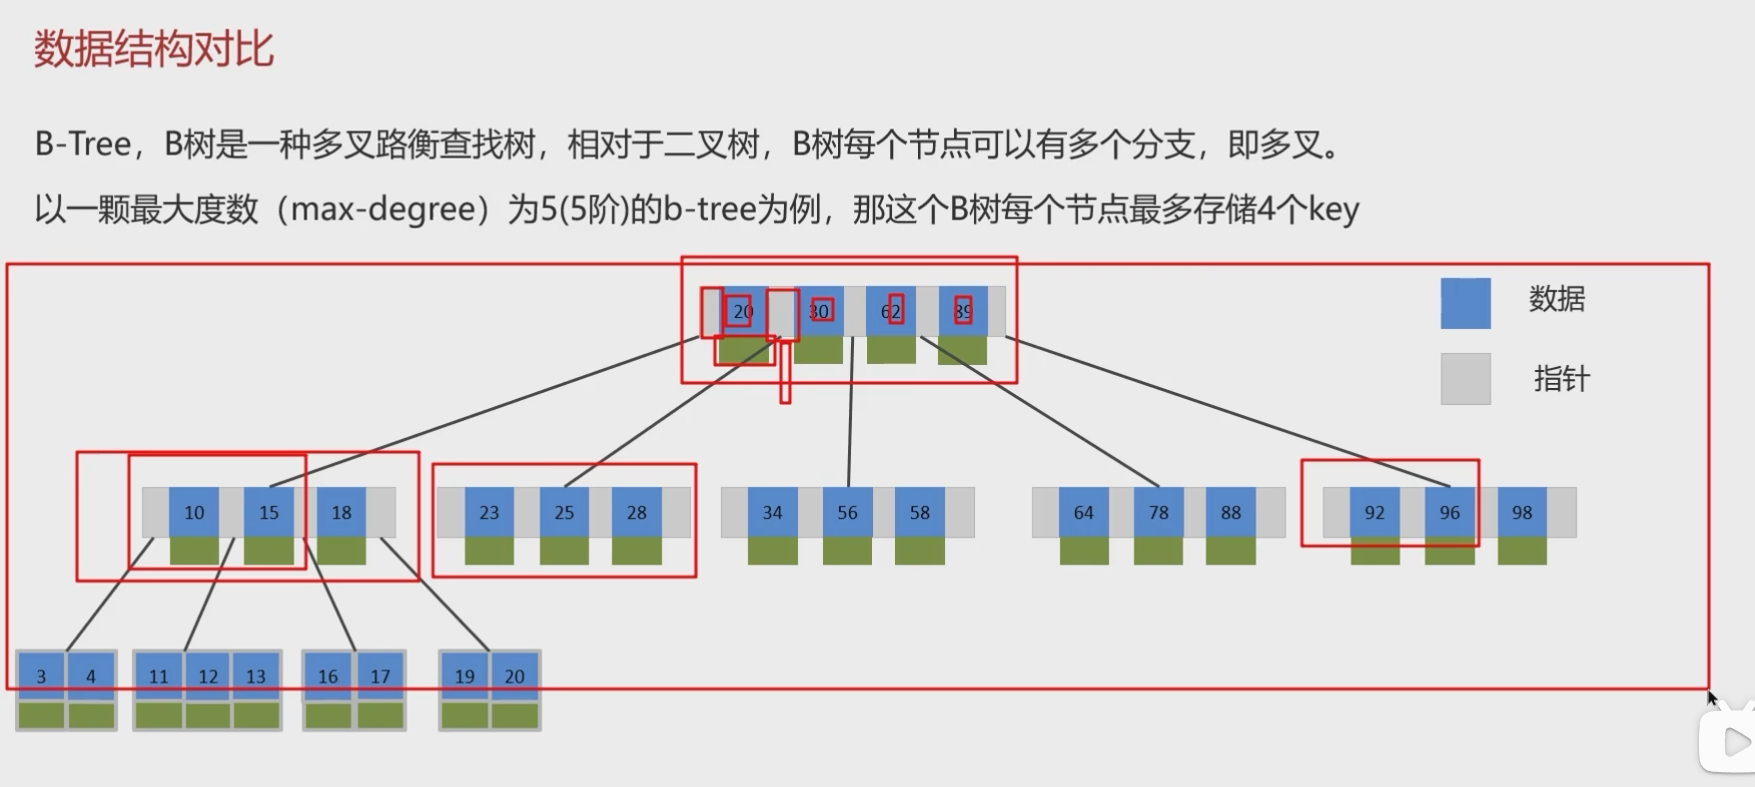 数据结构对比
B-Tree，B树是一种多叉路衡查找树，相对于二叉树，B树每个节点可以有多个分支，即多叉。
以一颗最大度数（max-degree）为5(5阶)的b-tree为例，那这个B树每个节点最多存储4个key
20 30 62 89
数据
指针
10 15 18 23 25 28 34 56 58 64 78 88 92 96 98
3 4 11 12 13 16 17 19 20